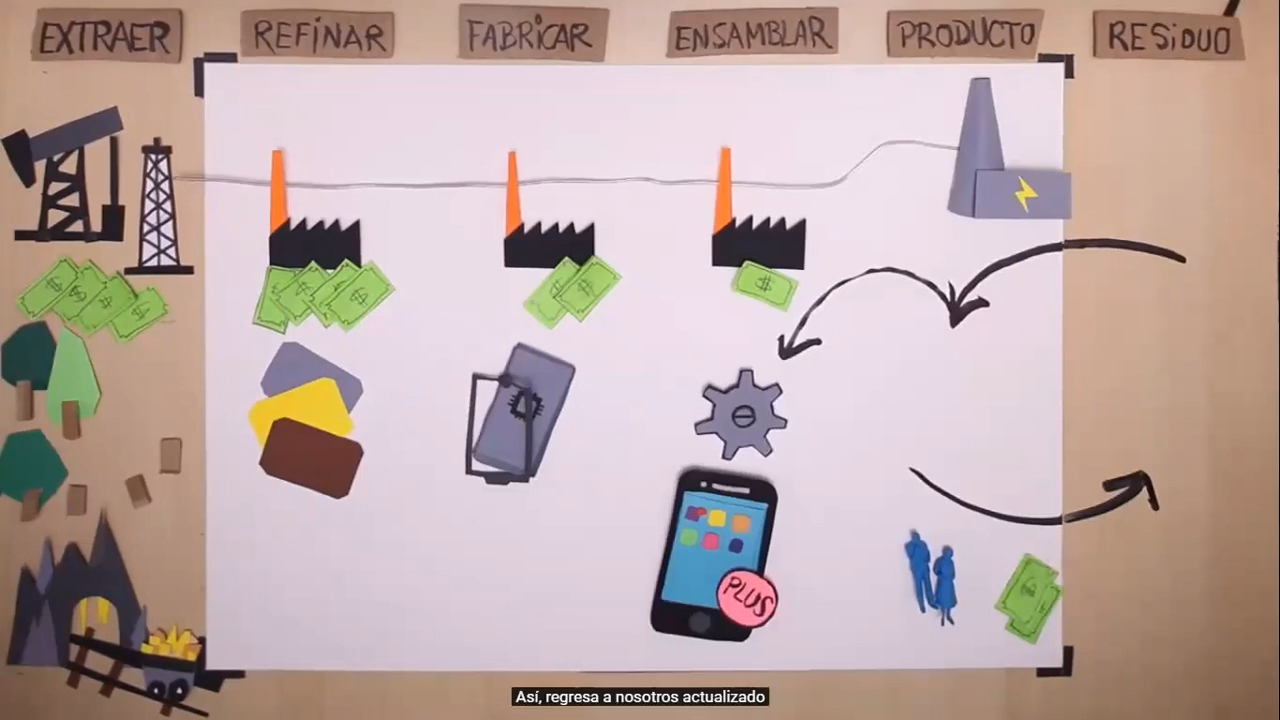 EXTRAER
REFINAR
FABRICAR
ENSAMBLAR
PRODUCTO
RESIDUO
PLUS
Así, regresa a nosotros actualizado